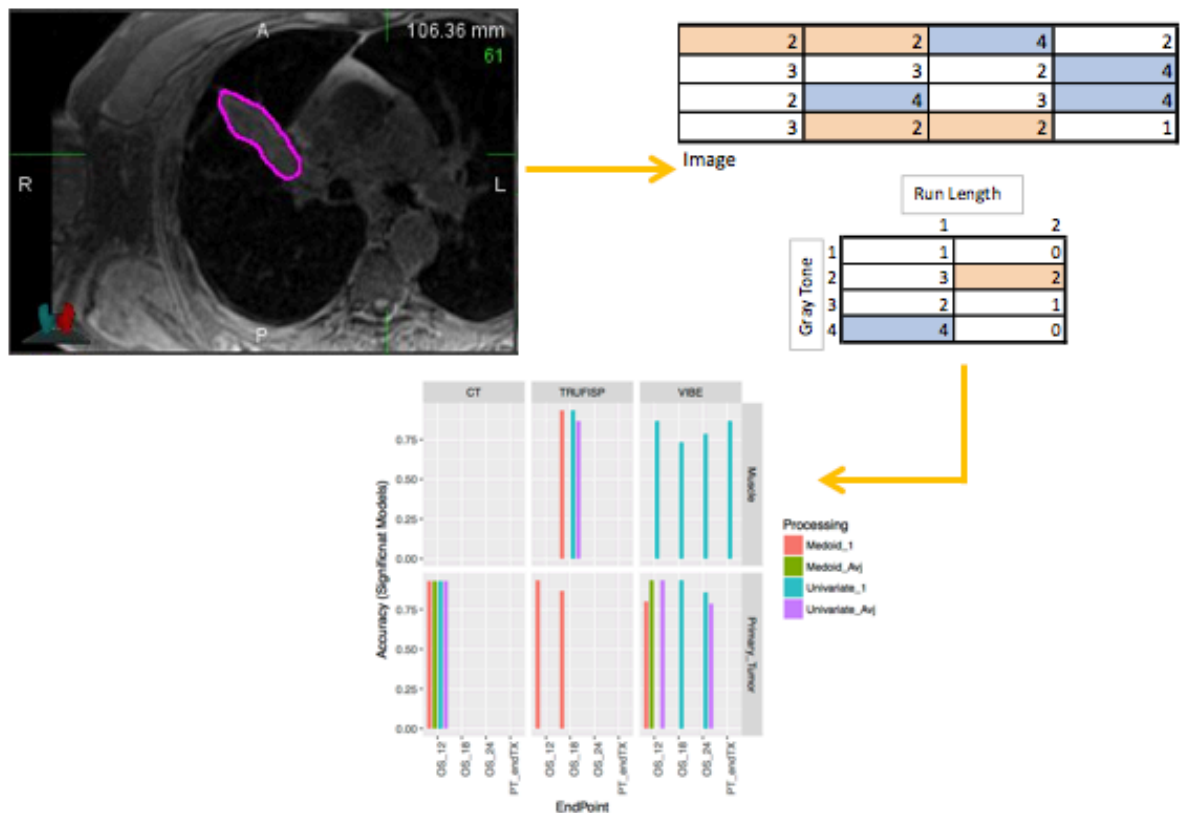 A
106.36 mm
61
R
L
P
2 2 4 2
3 3 2 4
2 4 3 4
3 2 2 1
Image
Run Length
1 2
Gray Tone
1 1 0
2 3 2
3 2 1
4 4 0
CT TRUFISP VIBE
Accuracy (Significnat Models)
0.75
0.50
0.25
0.00
Muscle
0.75
0.50
0.25
0.00
Primary_Tumor
OS_12 OS_18 OS_24 PT_endTX OS_12 OS_18 OS_24 PT_endTX OS_12 OS_18 OS_24 PT_endTX
EndPoint
Processing
Medoid_1
Medoid_Avj
Univariate_1
Univariate_Avj